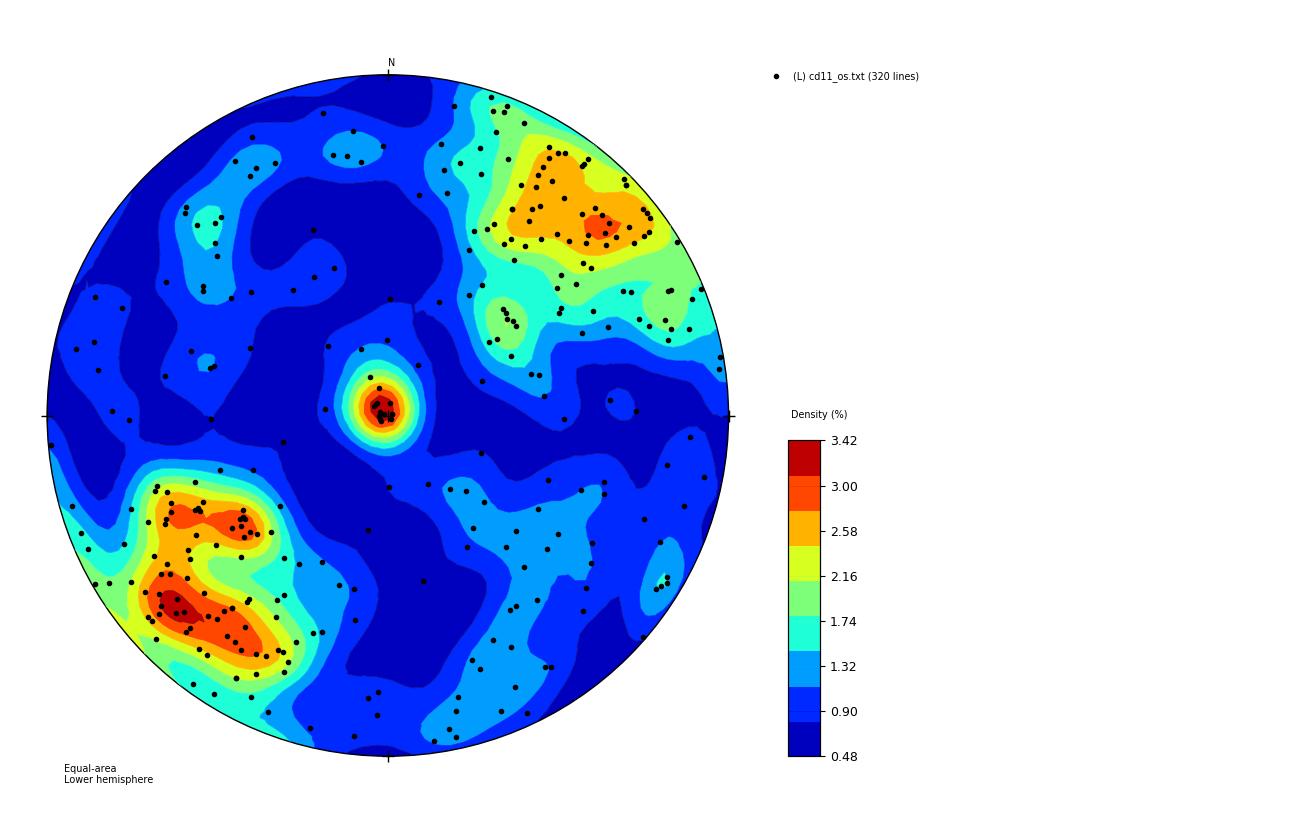 N
(L) cd11_os.txt (320 lines)
Density (%)
3.42
3.00
2.58
2.16
1.74
1.32
0.90
0.48
Equal-area
Lower hemisphere